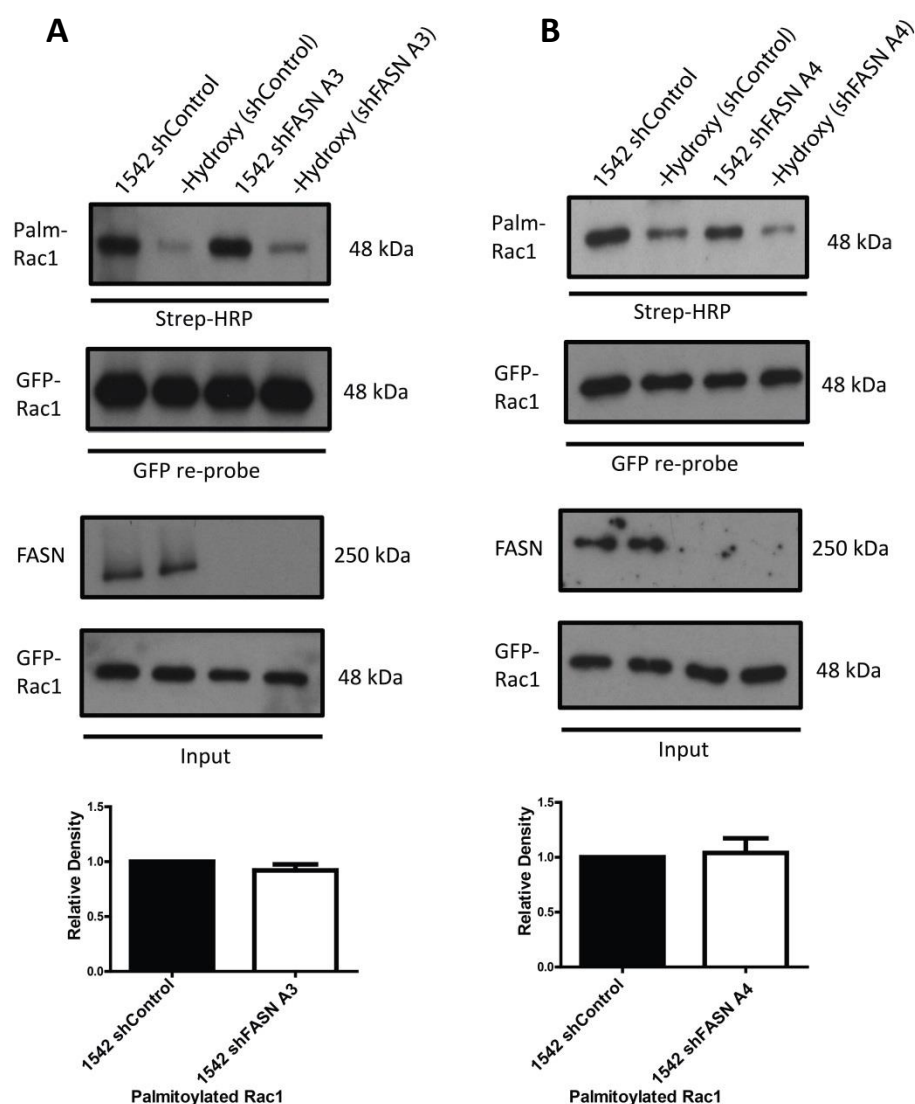 A
1542 shControl
-Hydroxy (shControl)
1542 shFASN A3
-Hydroxy (shFASN A3)
Palm-
Rac1
48 kDa
Strep-HRP
GFP-
Rac1
48 kDa
GFP re-probe
FASN
250 kDa
GFP-
Rac1
48 kDa
Input
Relative Density
1.5
1.0
0.5
0.0
1542 shControl
1542 shFASN A3
Palmitoylated Rac1
B
1542 shControl
-Hydroxy (shControl)
1542 shFASN A4
-Hydroxy (shFASN A4)
Palm-
Rac1
48 kDa
Strep-HRP
GFP-
Rac1
48 kDa
GFP re-probe
FASN
250 kDa
GFP-
Rac1
48 kDa
Input
Relative Density
1.5
1.0
0.5
0.0
1542 shControl
1542 shFASN A4
Palmitoylated Rac1